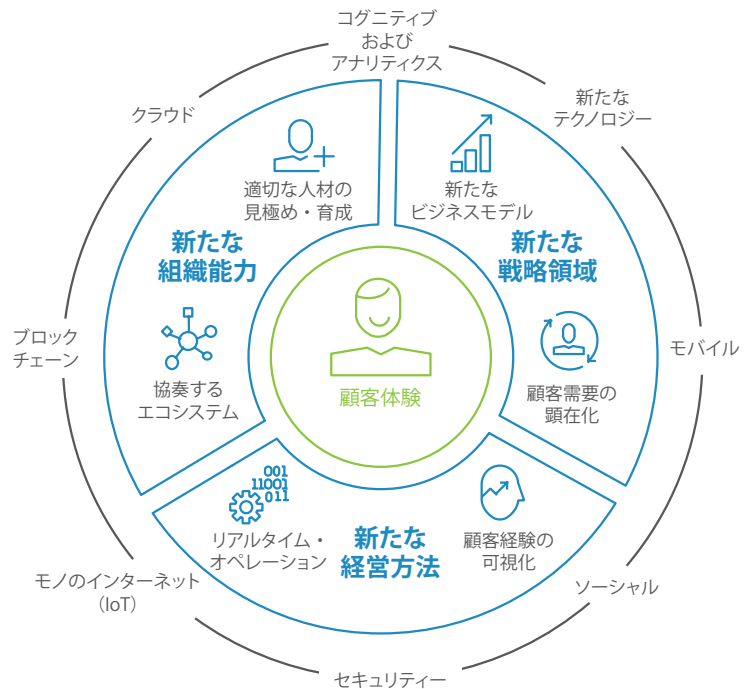 コグニティブ
および
アナリティクス
新たな
テクノロジー
モバイル
ソーシャル
セキュリティー
モノのインターネット
（IoT）
ブロック
チェーン
クラウド
適切な人材の
見極め・育成
新たな
組織能力
協奏する
エコシステム
新たな
ビジネスモデル
新たな
戦略領域
顧客需要の
顕在化
顧客体験
001
11001
011
リアルタイム・
オペレーション
新たな
経営方法
顧客経験の
可視化